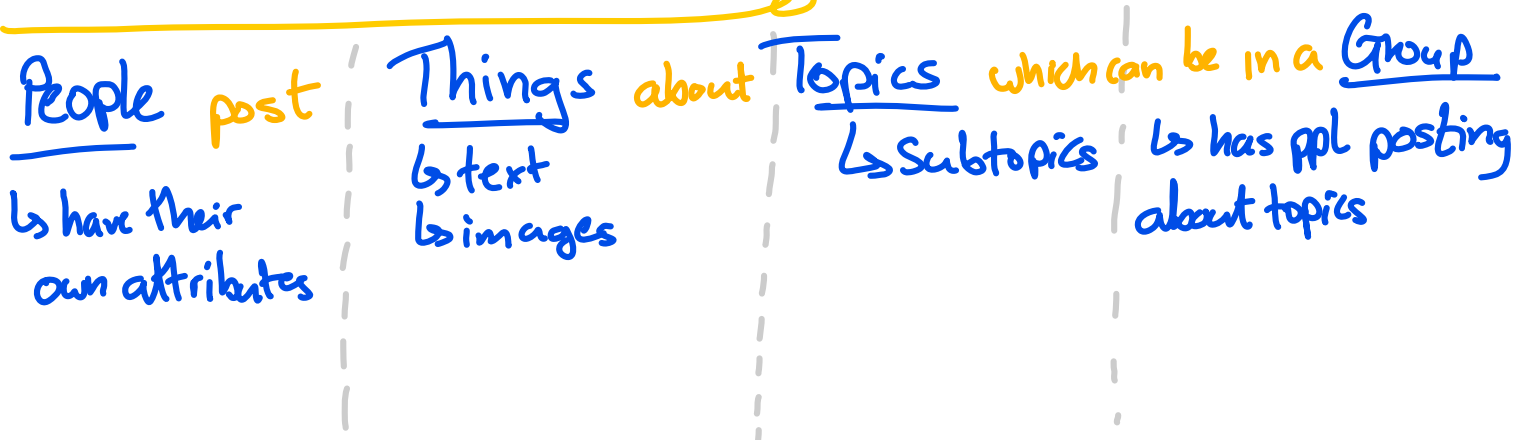 People post Things about Topics which can be in a Group
↳ have their
own attributes
↳ text
↳ images
↳ Subtopics
↳ has ppl posting
about topics